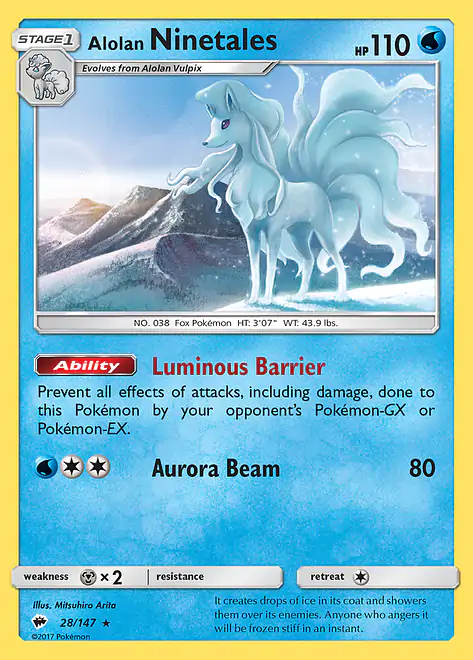 STAGE 1 Alolan Ninetales HP 110
Evolves from Alolan Vulpix
NO. 038 Fox Pokémon HT: 3'07" WT: 43.9 lbs.
Ability Luminous Barrier
Prevent all effects of attacks, including damage, done to
this Pokémon by your opponent's Pokémon-GX or
Pokémon-EX.
Aurora Beam 80
weakness ×2 resistance retreat
Illus. Mitsuhiro Arita
28/147 ★
©2017 Pokémon
It creates drops of ice in its coat and showers
them over its enemies. Anyone who angers it
will be frozen stiff in an instant.